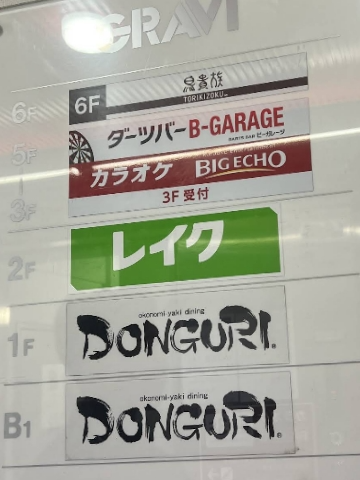 GRAVI
6F
6F
鳥貴族
TORIKIZOKU
ダーツバー B-GARAGE
DARTS BAR ビーガレージ
5F
カラオケ BIG ECHO
3F
3F 受付
2F
レイク
okonomi-yaki dining
1F
DONGURI.
okonomi-yaki dining
B1
DONGURI.